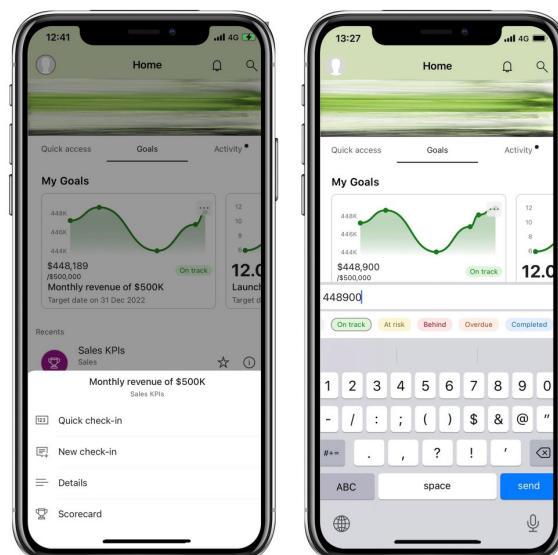 12:41
4G
Home
Quick access Goals Activity
My Goals
448K
446K
444K
$448,189
/$500,000
On track
Monthly revenue of $500K
Target date on 31 Dec 2022
12
10
8
6
12.0
Launch
Target d
Recents
Sales KPIs
Sales
Monthly revenue of $500K
Sales KPIs
123 Quick check-in
New check-in
Details
Scorecard
13:27
4G
Home
Quick access Goals Activity
My Goals
448K
446K
444K
$448,900
/$500,000
On track
12
10
8
6
12.0
448900
On track At risk Behind Overdue Completed
1 2 3 4 5 6 7 8 9 0
- / : ; ( ) $ & @ "
#+= . , ? ! '
ABC space send